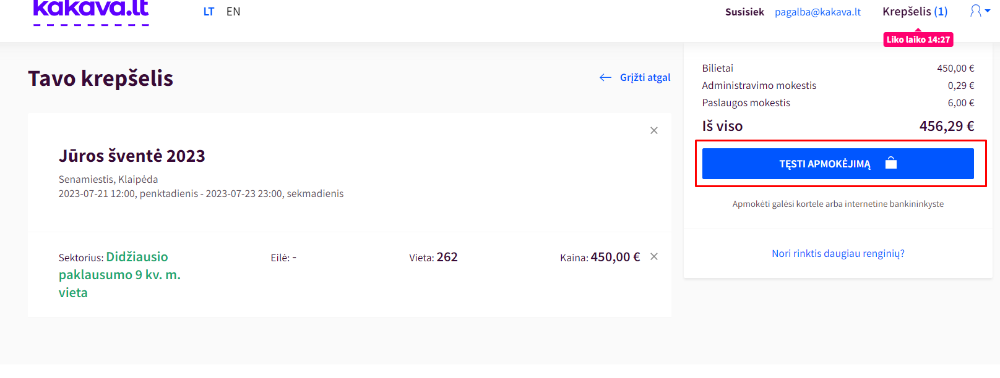 kakava.lt
LT EN
Susisiek pagalba@kakava.lt Krepšelis (1)
Liko laiko 14:27
Tavo krepšelis
Grįžti atgal
Jūros šventė 2023
Senamiestis, Klaipėda
2023-07-21 12:00, penktadienis - 2023-07-23 23:00, sekmadienis
Sektorius: Didžiausio
paklausumo 9 kv. m.
vieta
Eilė: -
Vieta: 262
Kaina: 450,00 €
Bilietai 450,00 €
Administravimo mokestis 0,29 €
Paslaugos mokestis 6,00 €
Iš viso 456,29 €
TĘSTI APMOKĖJIMĄ
Apmokėti galėsi kortele arba internetine bankininkyste
Nori rinktis daugiau renginių?